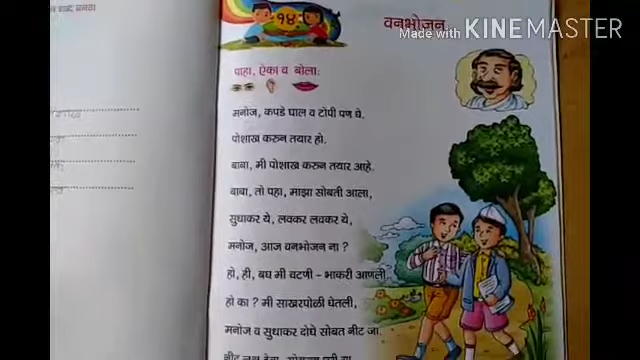 १४
वनभोजन
Made with KINEMASTER
पाहा, ऐका व बोला:
मनोज, कपडे घाल व टोपी पण घे.
पोशाख करुन तयार हो.
बाबा, मी पोशाख करुन तयार आहे.
बाबा, तो पहा, माझा सोबती आला,
सुधाकर ये, लवकर लवकर ये,
मनोज, आज वनभोजन ना ?
हो, ही, बघ मी चटणी - भाकरी आणली.
हो का ? मी साखरपोळी घेतली,
मनोज व सुधाकर दोघे सोबत नीट जा.